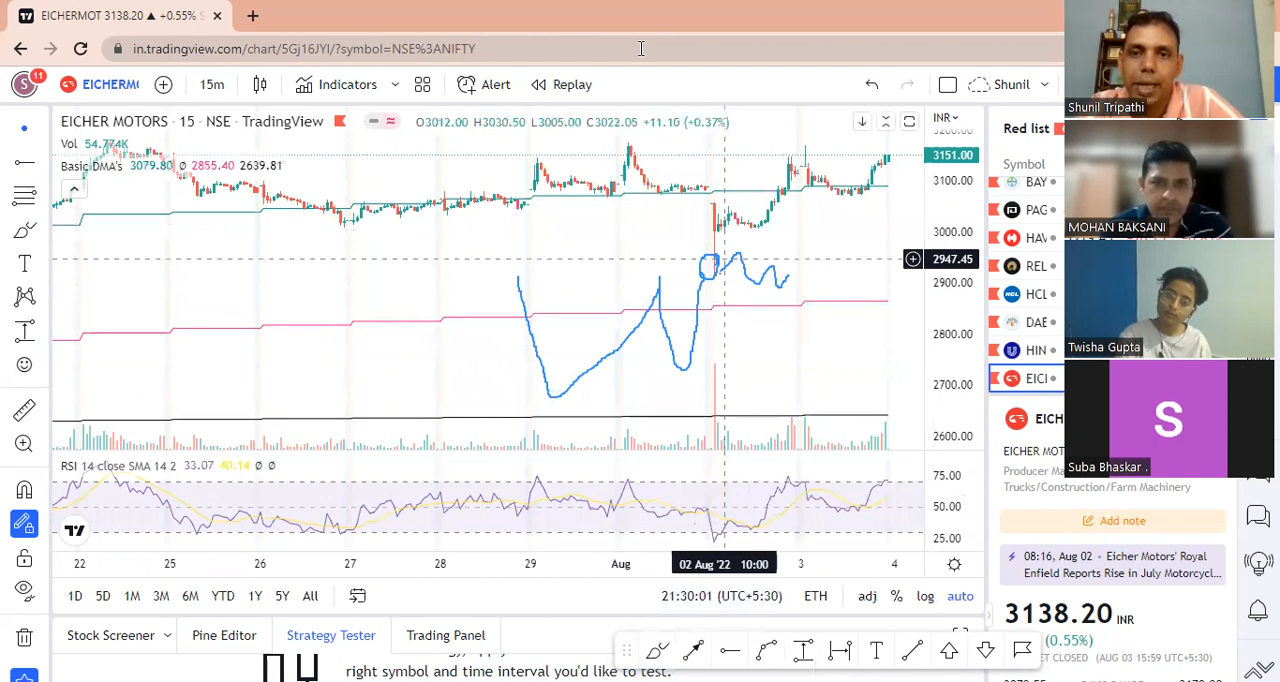 EICHERMOT 3138.20 ▲ +0.55%
in.tradingview.com/chart/5Gj16JYI/?symbol=NSE%3ANIFTY
S 11 EICHERM 15m Indicators Alert Replay Shunil
EICHER MOTORS · 15 · NSE · TradingView O3012.00 H3030.50 L3005.00 C3022.05 +11.10 (+0.37%) INR
Vol 54.774K
Basic DMA's 3079.80 Ø 2855.40 2639.81
3200.00
3151.00
3100.00
3000.00
2947.45
2900.00
2800.00
2700.00
2600.00
RSI 14 close SMA 14 2 33.07 40.14 Ø Ø
75.00
50.00
25.00
22 25 26 27 28 29 Aug 02 Aug '22 10:00 3 4
1D 5D 1M 3M 6M YTD 1Y 5Y All 21:30:01 (UTC+5:30) ETH adj % log auto
Stock Screener Pine Editor Strategy Tester Trading Panel
right symbol and time interval you'd like to test.
Red list
Symbol
BAY
PAG
HAV
REL
HCL
DAE
HIN
EICI
EICH
EICHER MOT
Producer Ma
Trucks/Construction/Farm Machinery
Add note
08:16, Aug 02 · Eicher Motors' Royal
Enfield Reports Rise in July Motorcycl...
3138.20 INR
(0.55%)
ET CLOSED (AUG 03 15:59 UTC+5:30)
Shunil Tripathi
MOHAN BAKSANI
Twisha Gupta
S
Suba Bhaskar .